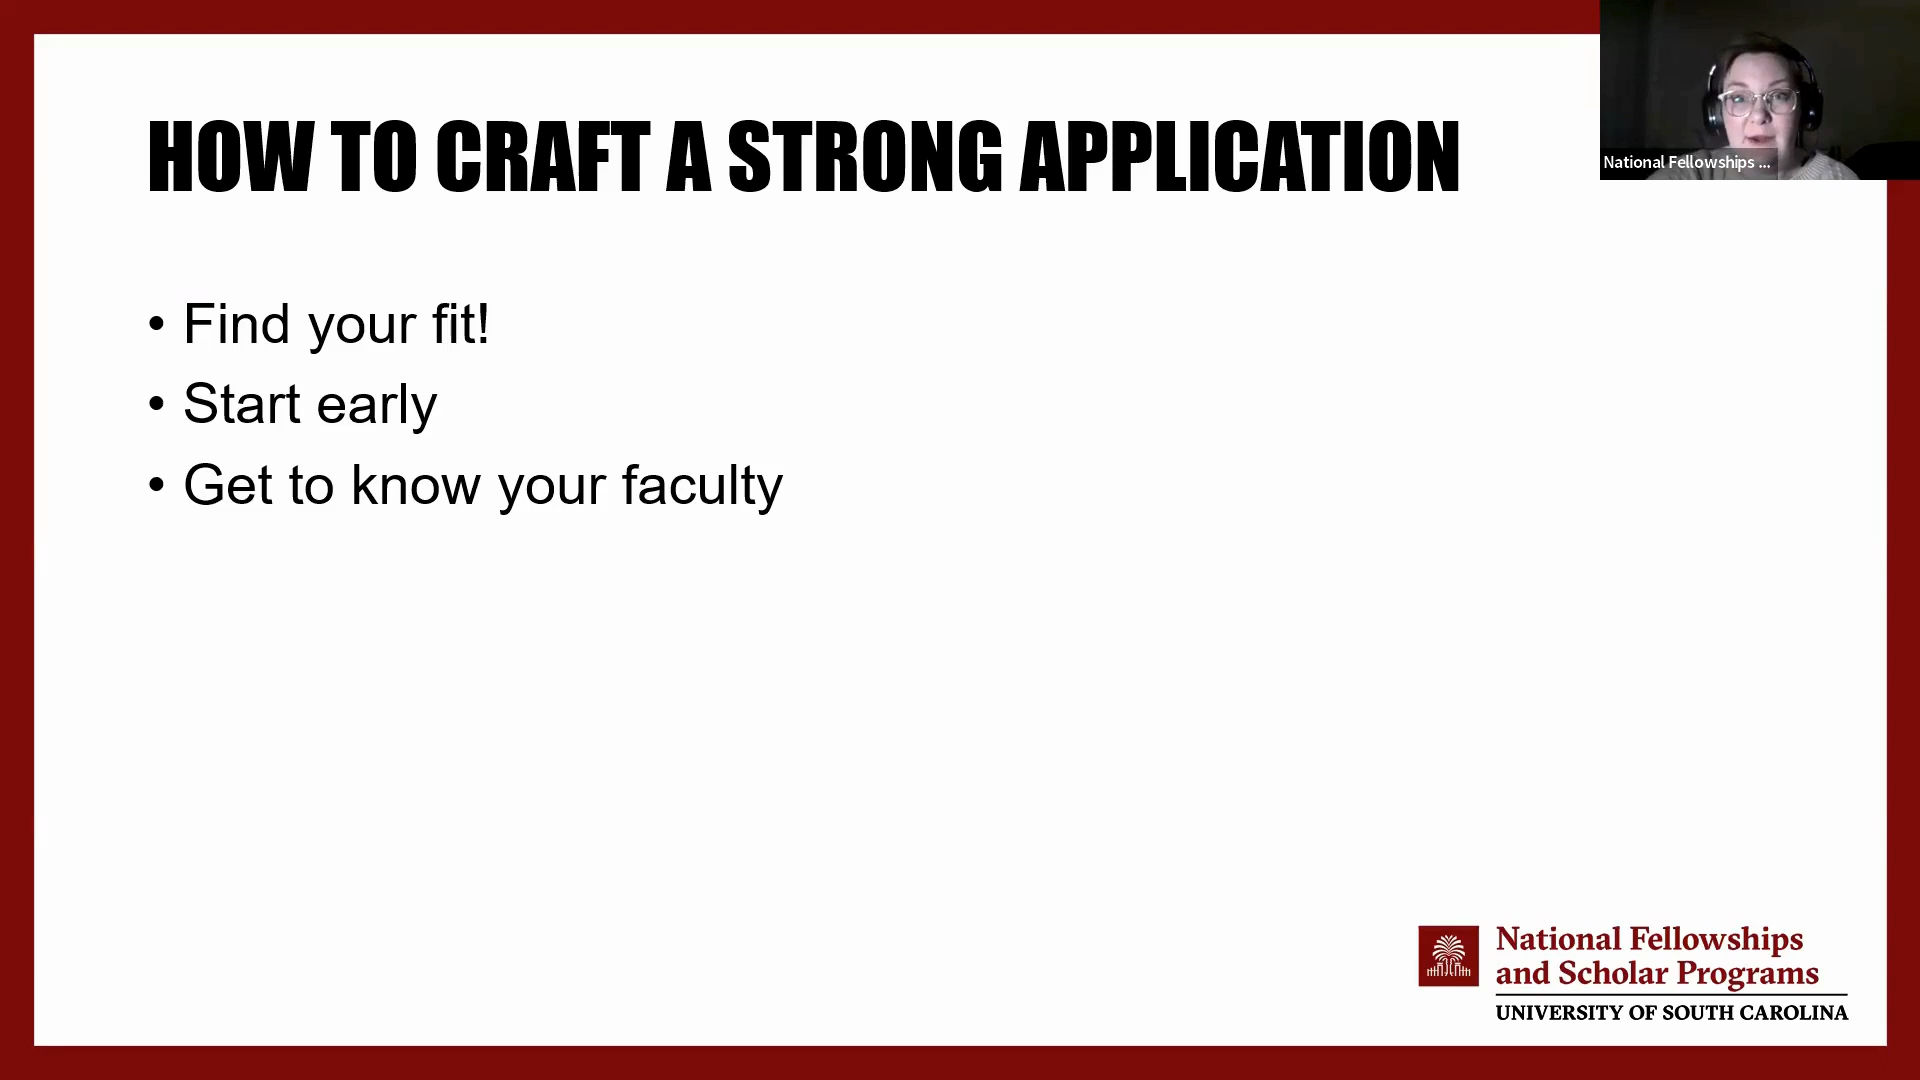 HOW TO CRAFT A STRONG APPLICATION
National Fellowships ...
• Find your fit!
• Start early
• Get to know your faculty
National Fellowships
and Scholar Programs
UNIVERSITY OF SOUTH CAROLINA